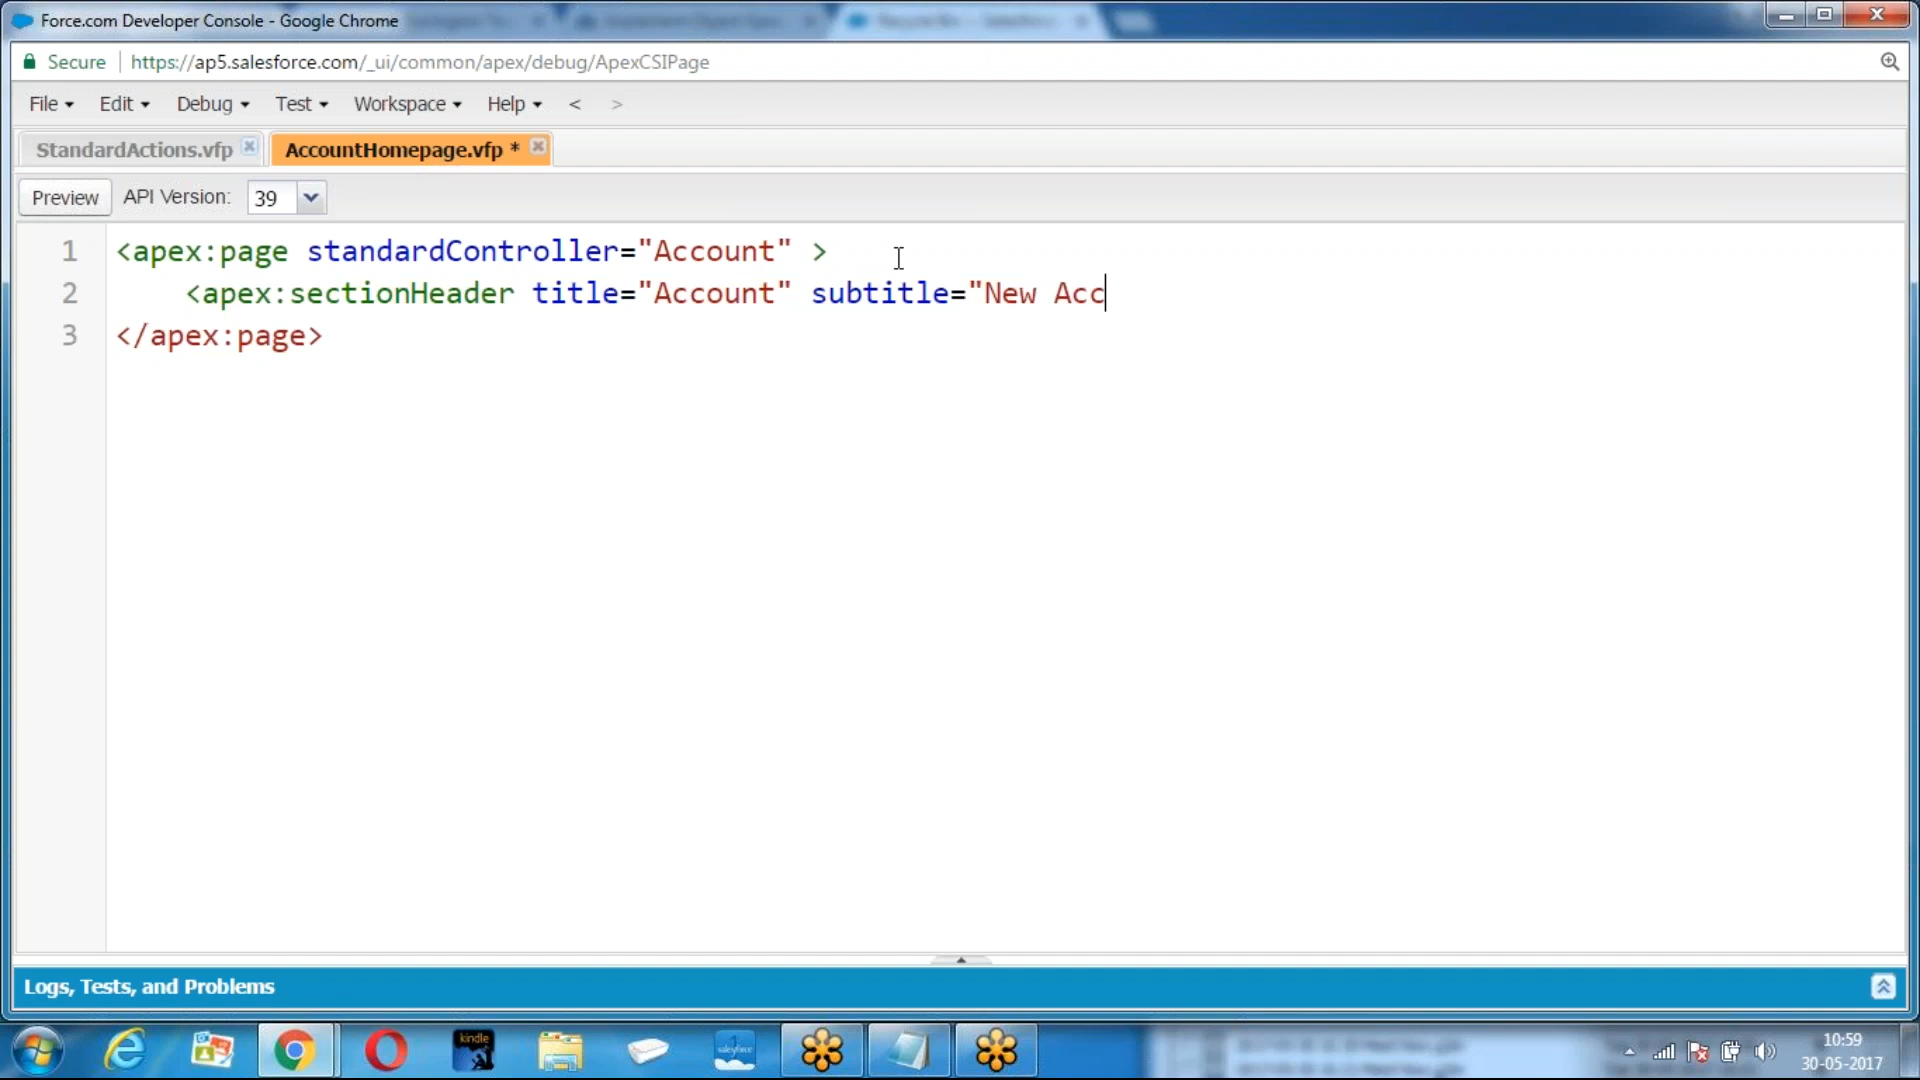 Force.com Developer Console - Google Chrome
Secure https://ap5.salesforce.com/_ui/common/apex/debug/ApexCSIPage
File Edit Debug Test Workspace Help < >
StandardActions.vfp AccountHomepage.vfp *
Preview API Version: 39
1 <apex:page standardController="Account" >
2 <apex:sectionHeader title="Account" subtitle="New Acc
3 </apex:page>
Logs, Tests, and Problems
kindle
salesforce
10:59
30-05-2017